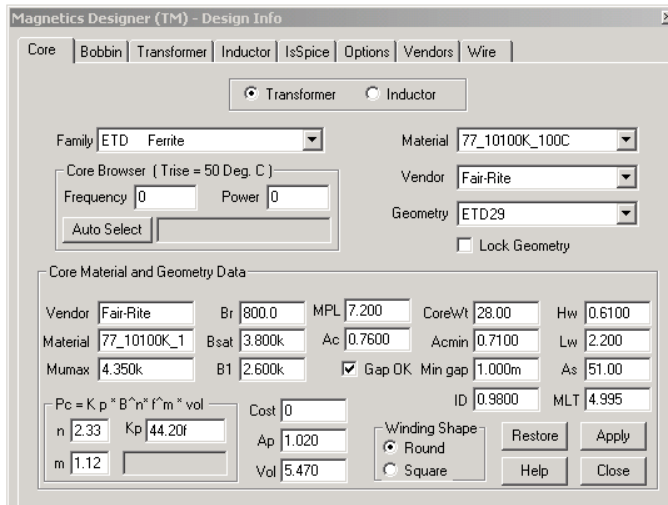 Magnetics Designer (TM) - Design Info
Core Bobbin Transformer Inductor IsSpice Options Vendors Wire
Transformer Inductor
Family ETD Ferrite Material 77_10100K_100C
Core Browser ( Trise = 50 Deg. C )
Vendor Fair-Rite
Frequency 0 Power 0
Geometry ETD29
Auto Select
Lock Geometry
Core Material and Geometry Data
Vendor Fair-Rite Br 800.0 MPL 7.200 CoreWt 28.00 Hw 0.6100
Material 77_10100K_1 Bsat 3.800k Ac 0.7600 Acmin 0.7100 Lw 2.200
Mumax 4.350k B1 2.600k Gap OK Min gap 1.000m As 51.00
ID 0.9800 MLT 4.995
Pc = K p * B^n* f^m * vol
n 2.33 Kp 44.20f
m 1.12
Cost 0
Ap 1.020
Vol 5.470
Winding Shape
Round
Square
Restore Apply
Help Close